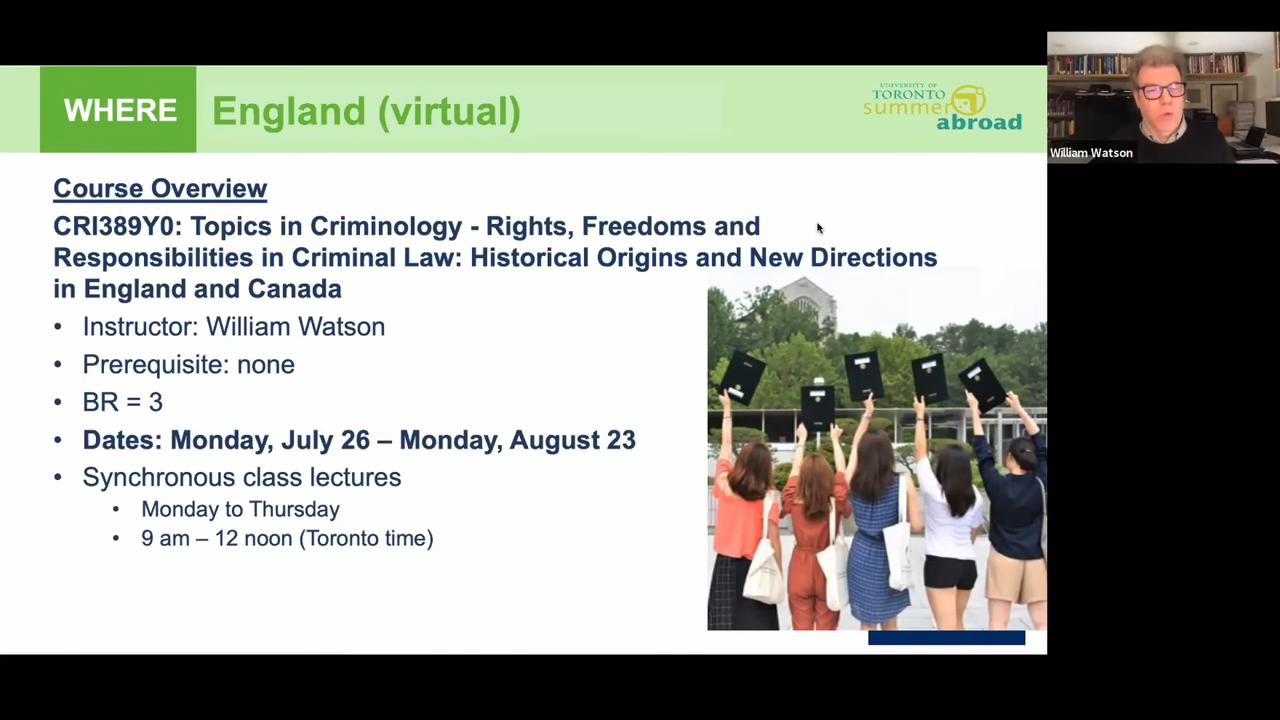 WHERE
England (virtual)
UNIVERSITY OF
TORONTO
summer
abroad
William Watson
Course Overview
CRI389Y0: Topics in Criminology - Rights, Freedoms and
Responsibilities in Criminal Law: Historical Origins and New Directions
in England and Canada
• Instructor: William Watson
• Prerequisite: none
• BR = 3
• Dates: Monday, July 26 – Monday, August 23
• Synchronous class lectures
• Monday to Thursday
• 9 am – 12 noon (Toronto time)